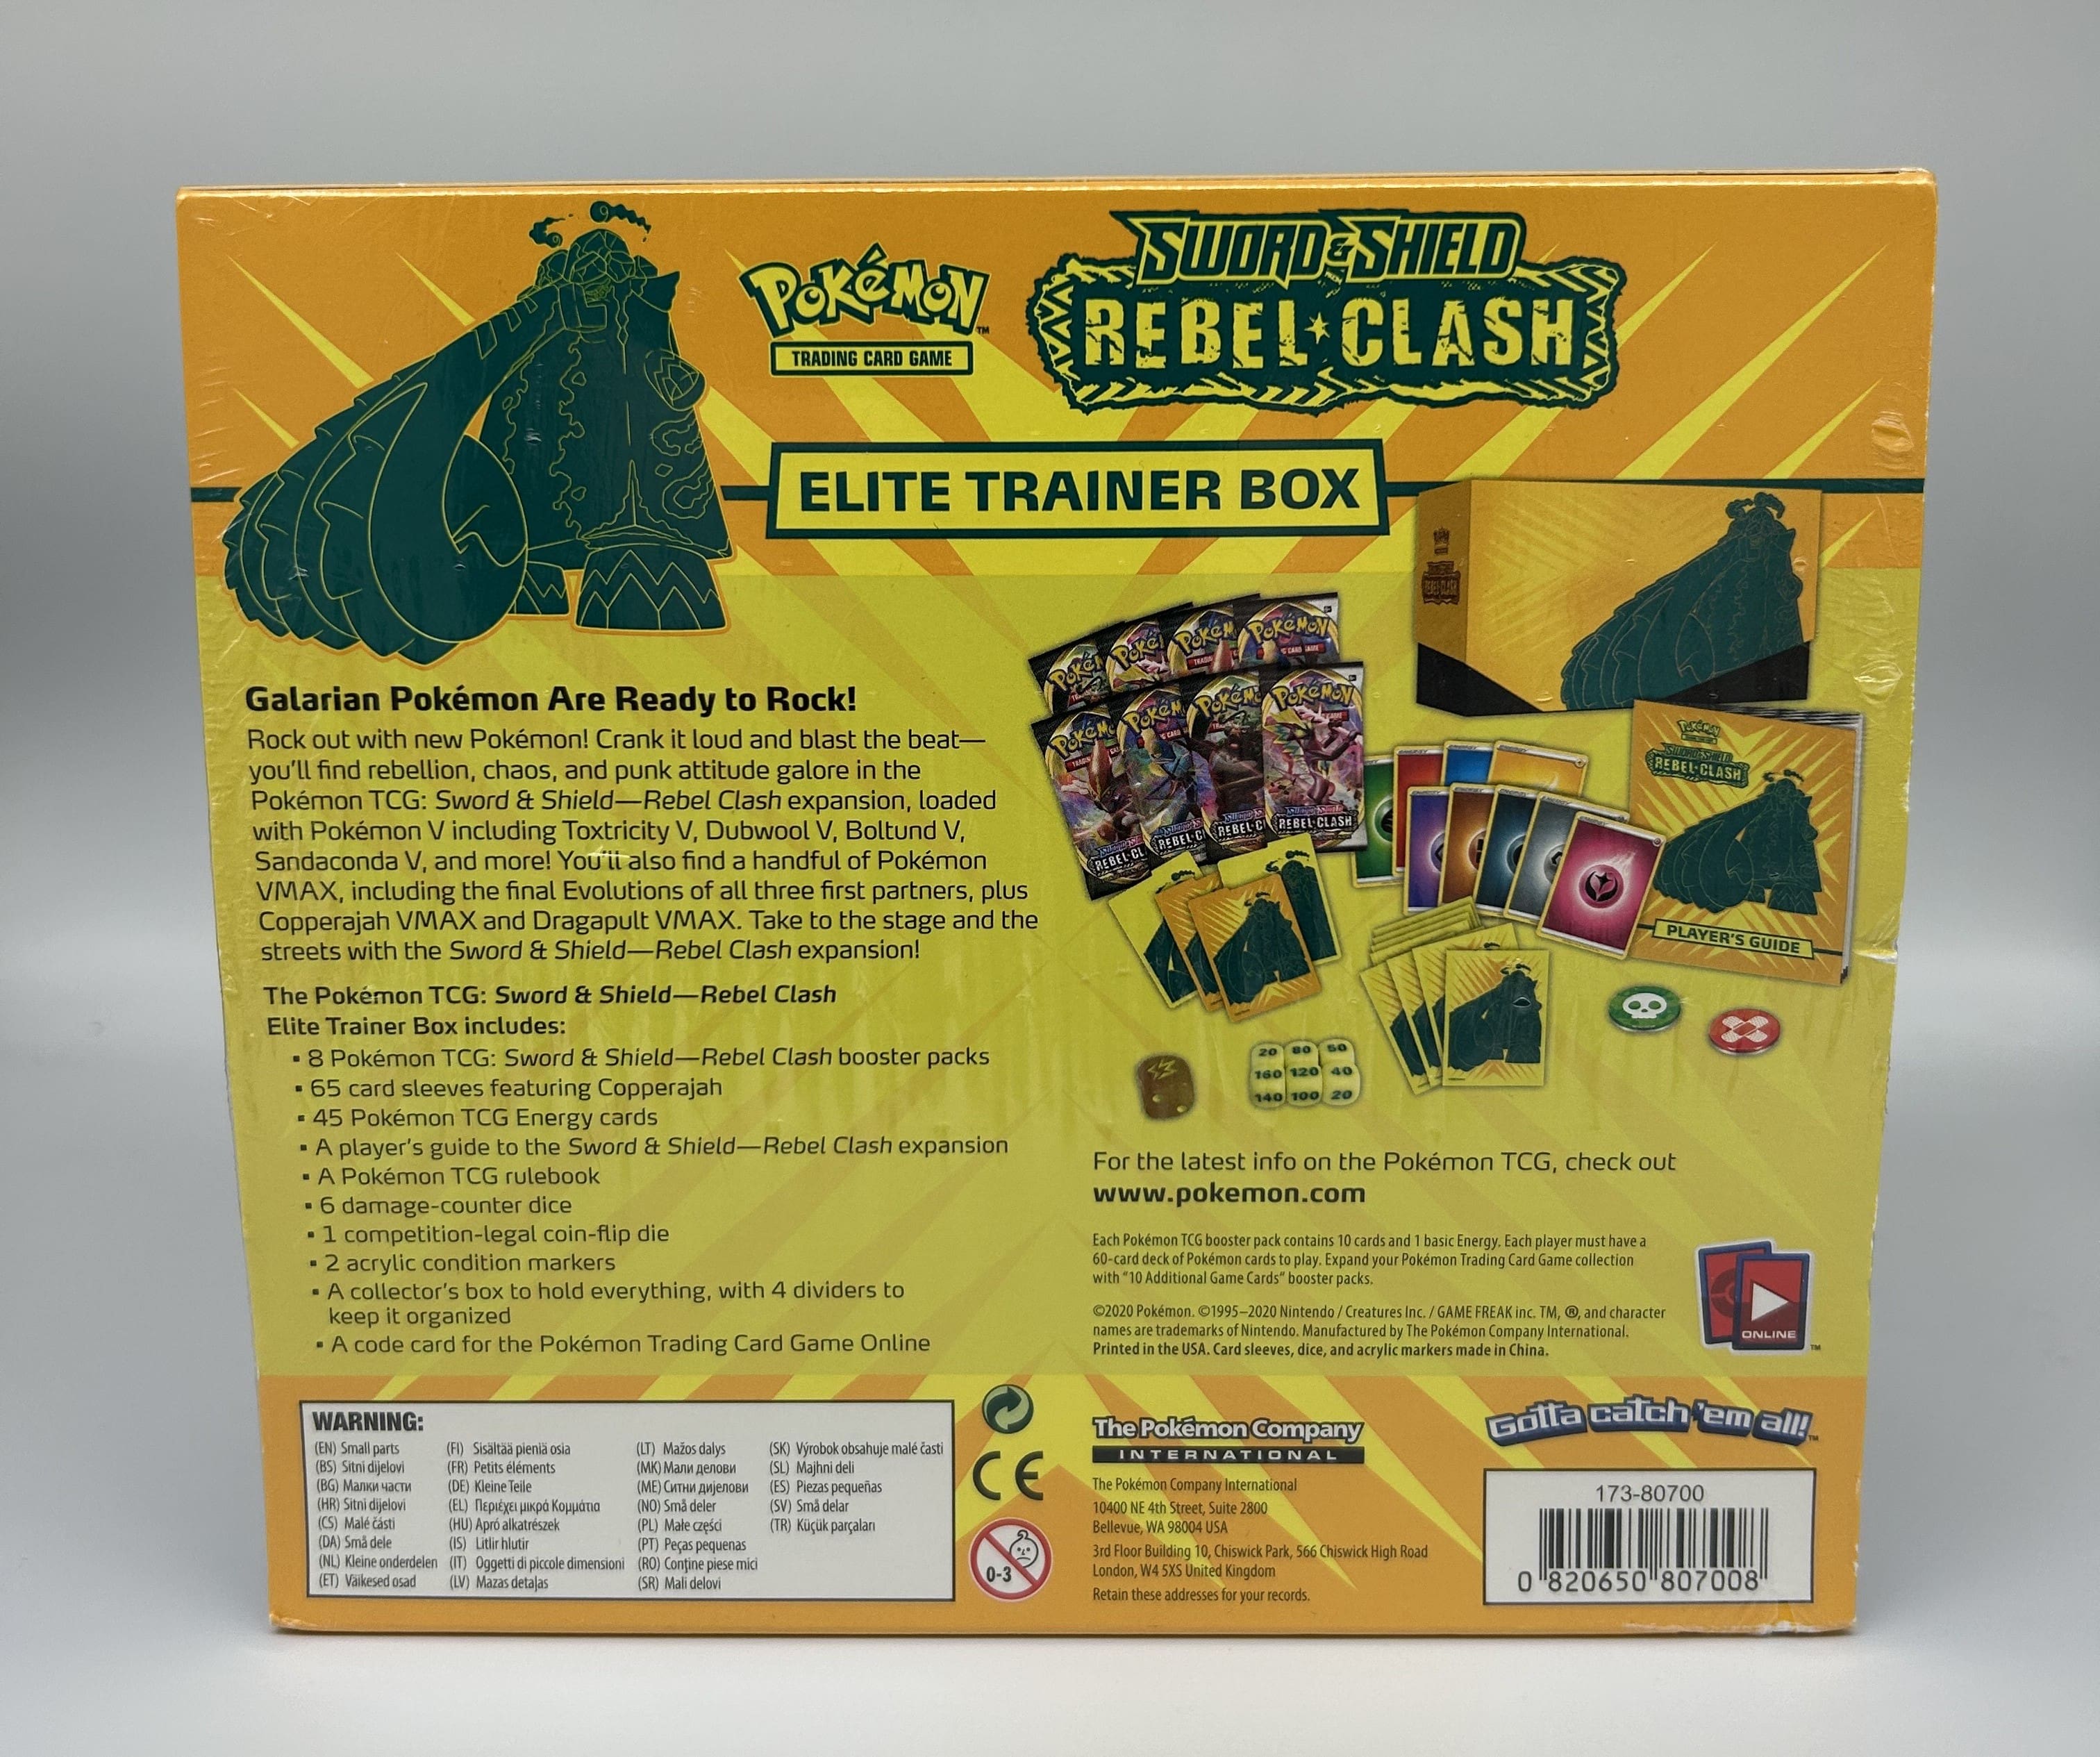 POKéMON™
TRADING CARD GAME
SWORD & SHIELD
REBEL CLASH
ELITE TRAINER BOX
Galarian Pokémon Are Ready to Rock!
Rock out with new Pokémon! Crank it loud and blast the beat—
you'll find rebellion, chaos, and punk attitude galore in the
Pokémon TCG: Sword & Shield—Rebel Clash expansion, loaded
with Pokémon V including Toxtricity V, Dubwool V, Boltund V,
Sandaconda V, and more! You'll also find a handful of Pokémon
VMAX, including the final Evolutions of all three first partners, plus
Copperajah VMAX and Dragapult VMAX. Take to the stage and the
streets with the Sword & Shield—Rebel Clash expansion!
The Pokémon TCG: Sword & Shield—Rebel Clash
Elite Trainer Box includes:
▪ 8 Pokémon TCG: Sword & Shield—Rebel Clash booster packs
▪ 65 card sleeves featuring Copperajah
▪ 45 Pokémon TCG Energy cards
▪ A player's guide to the Sword & Shield—Rebel Clash expansion
▪ A Pokémon TCG rulebook
▪ 6 damage-counter dice
▪ 1 competition-legal coin-flip die
▪ 2 acrylic condition markers
▪ A collector's box to hold everything, with 4 dividers to
keep it organized
▪ A code card for the Pokémon Trading Card Game Online
REBEL CLASH
POKéMON
REBEL CLASH
POKéMON
SWORD & SHIELD
REBEL CLASH
PLAYER'S GUIDE
20 80 50
160 120 40
140 100 20
For the latest info on the Pokémon TCG, check out
www.pokemon.com
Each Pokémon TCG booster pack contains 10 cards and 1 basic Energy. Each player must have a
60-card deck of Pokémon cards to play. Expand your Pokémon Trading Card Game collection
with "10 Additional Game Cards" booster packs.
©2020 Pokémon. ©1995–2020 Nintendo / Creatures Inc. / GAME FREAK inc. TM, ®, and character
names are trademarks of Nintendo. Manufactured by The Pokémon Company International.
Printed in the USA. Card sleeves, dice, and acrylic markers made in China.
ONLINE ™
WARNING:
(EN) Small parts
(BS) Sitni dijelovi
(BG) Малки части
(HR) Sitni dijelovi
(CS) Malé části
(DA) Små dele
(NL) Kleine onderdelen
(ET) Väikesed osad
(FI) Sisältää pieniä osia
(FR) Petits éléments
(DE) Kleine Teile
(EL) Περιέχει μικρά Κομμάτια
(HU) Apró alkatrészek
(IS) Litlir hlutir
(IT) Oggetti di piccole dimensioni
(LV) Mazas detaļas
(LT) Mažos dalys
(MK) Мали делови
(ME) Ситни дијелови
(NO) Små deler
(PL) Małe części
(PT) Peças pequenas
(RO) Conține piese mici
(SR) Mali delovi
(SK) Výrobok obsahuje malé časti
(SL) Majhni deli
(ES) Piezas pequeñas
(SV) Små delar
(TR) Küçük parçaları
CE
0-3
The Pokémon Company
INTERNATIONAL
The Pokémon Company International
10400 NE 4th Street, Suite 2800
Bellevue, WA 98004 USA
3rd Floor Building 10, Chiswick Park, 566 Chiswick High Road
London, W4 5XS United Kingdom
Retain these addresses for your records.
Gotta catch 'em all!™
173-80700
0 820650 807008